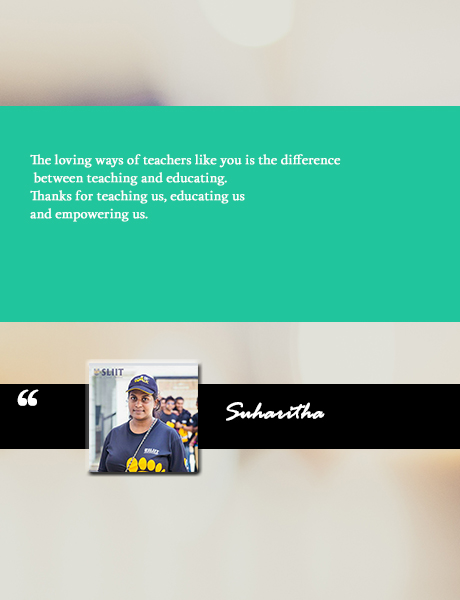 The loving ways of teachers like you is the difference
between teaching and educating.
Thanks for teaching us, educating us
and empowering us.
SLIIT
“
Suharitha